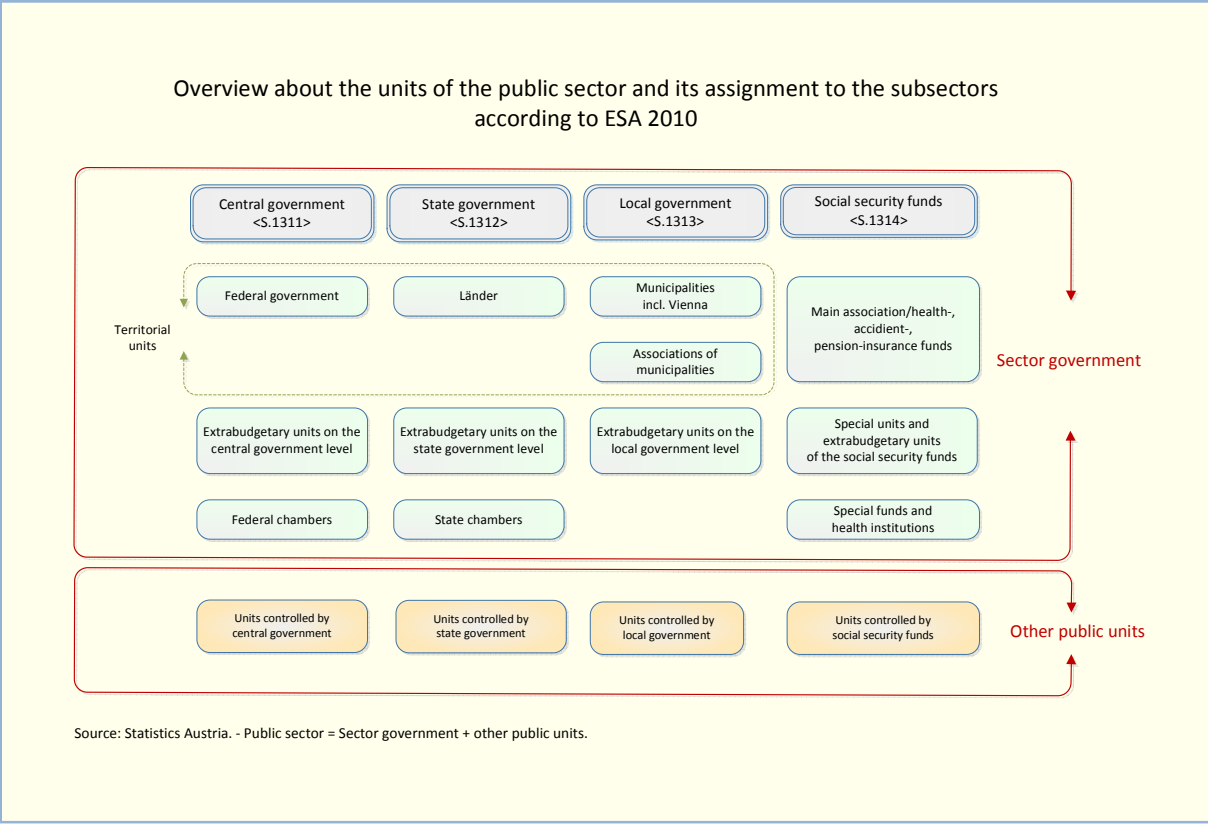 Overview about the units of the public sector and its assignment to the subsectors
according to ESA 2010
Central government
<S.1311>
State government
<S.1312>
Local government
<S.1313>
Social security funds
<S.1314>
Territorial
units
Federal government
Länder
Municipalities
incl. Vienna
Associations of
municipalities
Main association/health-,
accidient-,
pension-insurance funds
Sector government
Extrabudgetary units on the
central government level
Extrabudgetary units on the
state government level
Extrabudgetary units on the
local government level
Special units and
extrabudgetary units
of the social security funds
Federal chambers
State chambers
Special funds and
health institutions
Units controlled by
central government
Units controlled by
state government
Units controlled by
local government
Units controlled by
social security funds
Other public units
Source: Statistics Austria. - Public sector = Sector government + other public units.